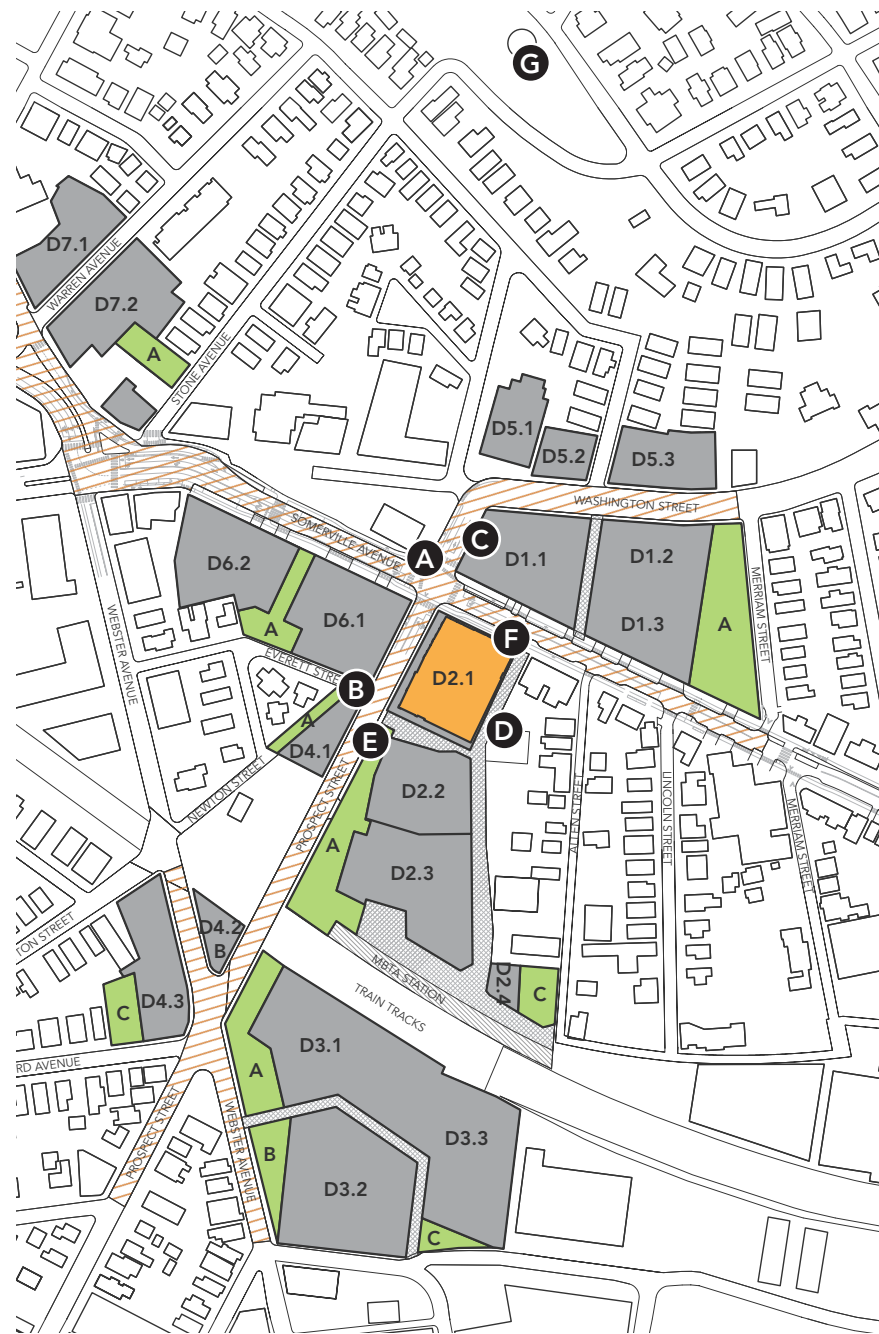 G
D7.1
WARREN AVENUE
D7.2
A
STONE AVENUE
D5.1
D5.2
D5.3
WASHINGTON STREET
SOMERVILLE AVENUE
A
C
D1.1
D1.2
D6.2
D6.1
A
D1.3
A
MERRIAM STREET
WEBSTER AVENUE
EVERETT STREET
B
A
D4.1
F
D2.1
D
E
NEWTON STREET
PROSPECT STREET
D2.2
A
D2.3
ALLEN STREET
LINCOLN STREET
MERRIAM STREET
TON STREET
D4.2
B
D4.3
C
MBTA STATION
D2.4
C
TRAIN TRACKS
RD AVENUE
D3.1
A
PROSPECT STREET
WEBSTER AVENUE
B
D3.3
D3.2
C